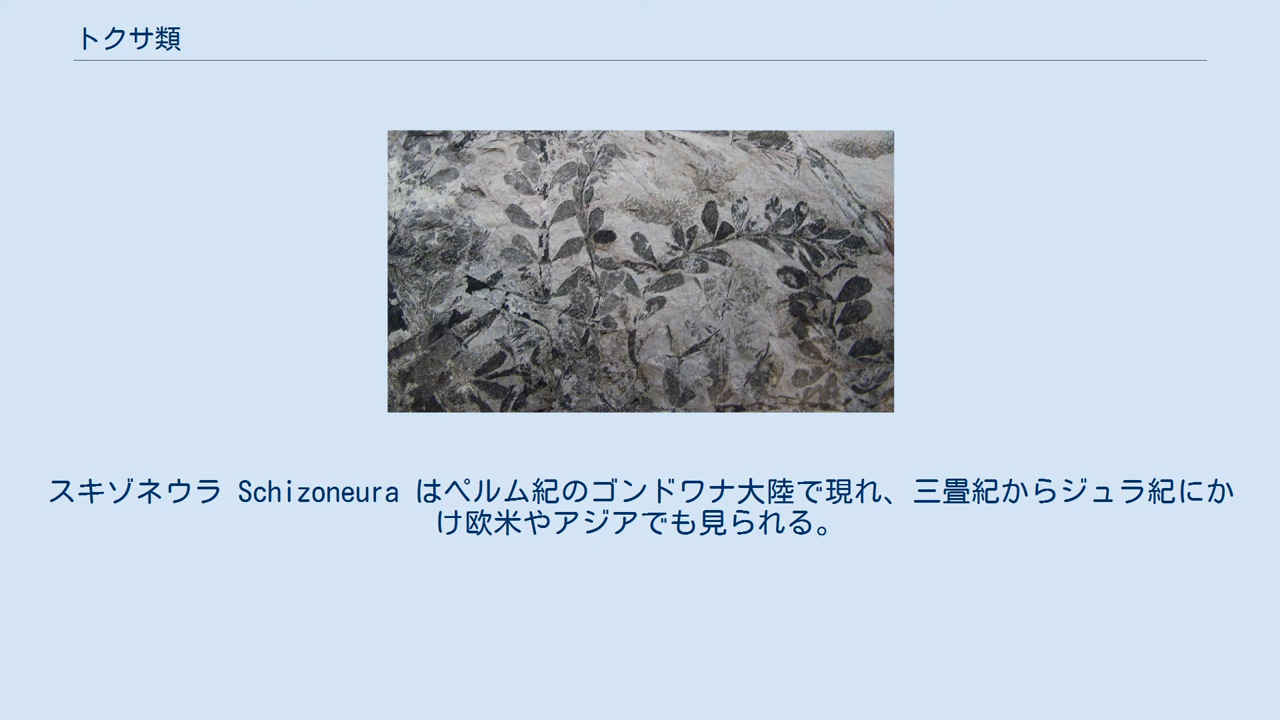 トクサ類
スキゾネウラ Schizoneura はペルム紀のゴンドワナ大陸で現れ、三畳紀からジュラ紀にか
け欧米やアジアでも見られる。